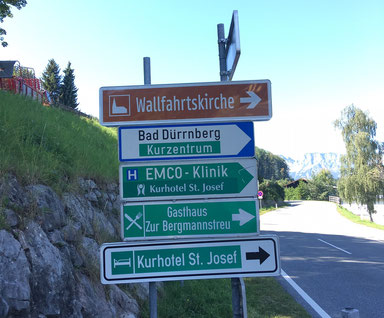 Wallfahrtskirche
Bad Dürrnberg
Kurzentrum
H EMCO - Klinik
Kurhotel St. Josef
Gasthaus
Zur Bergmannstreu
Kurhotel St. Josef